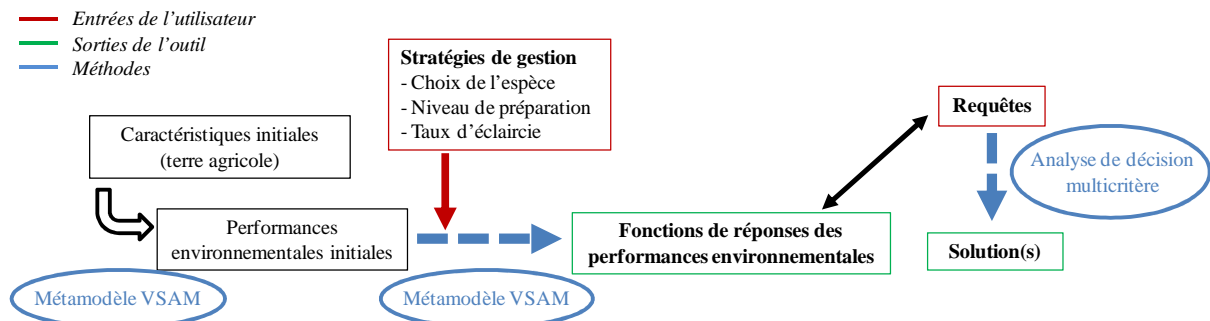 Entrées de l'utilisateur
Sorties de l'outil
Méthodes
Stratégies de gestion
- Choix de l'espèce
- Niveau de préparation
- Taux d'éclaircie
Caractéristiques initiales
(terre agricole)
Performances
environnementales initiales
Métamodèle VSAM
Métamodèle VSAM
Fonctions de réponses des
performances environnementales
Requêtes
Analyse de décision
multicritère
Solution(s)